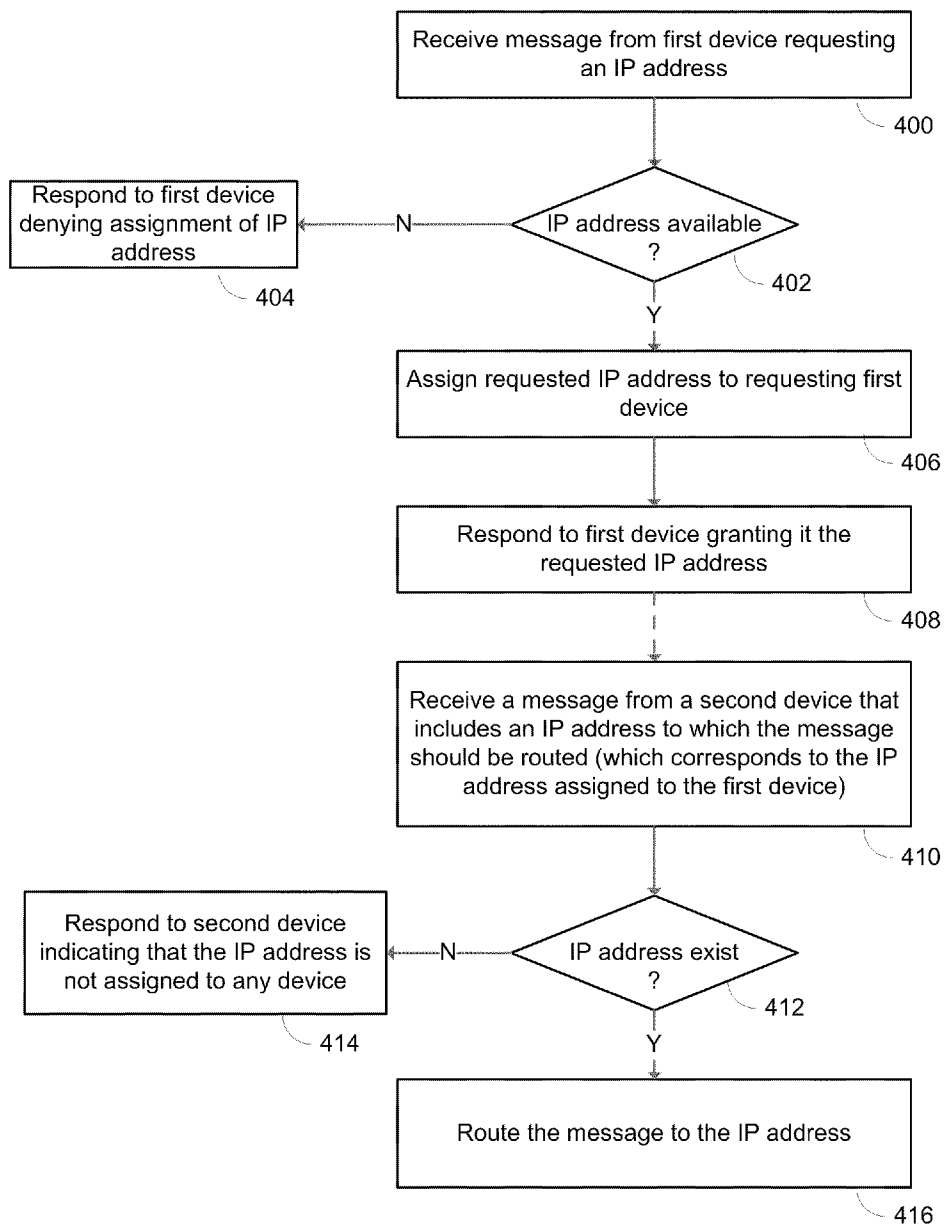 Receive message from first device requesting
an IP address
400
IP address available
?
402
N
Respond to first device
denying assignment of IP
address
404
Y
Assign requested IP address to requesting first
device
406
Respond to first device granting it the
requested IP address
408
Receive a message from a second device that
includes an IP address to which the message
should be routed (which corresponds to the IP
address assigned to the first device)
410
IP address exist
?
412
N
Respond to second device
indicating that the IP address is
not assigned to any device
414
Y
Route the message to the IP address
416